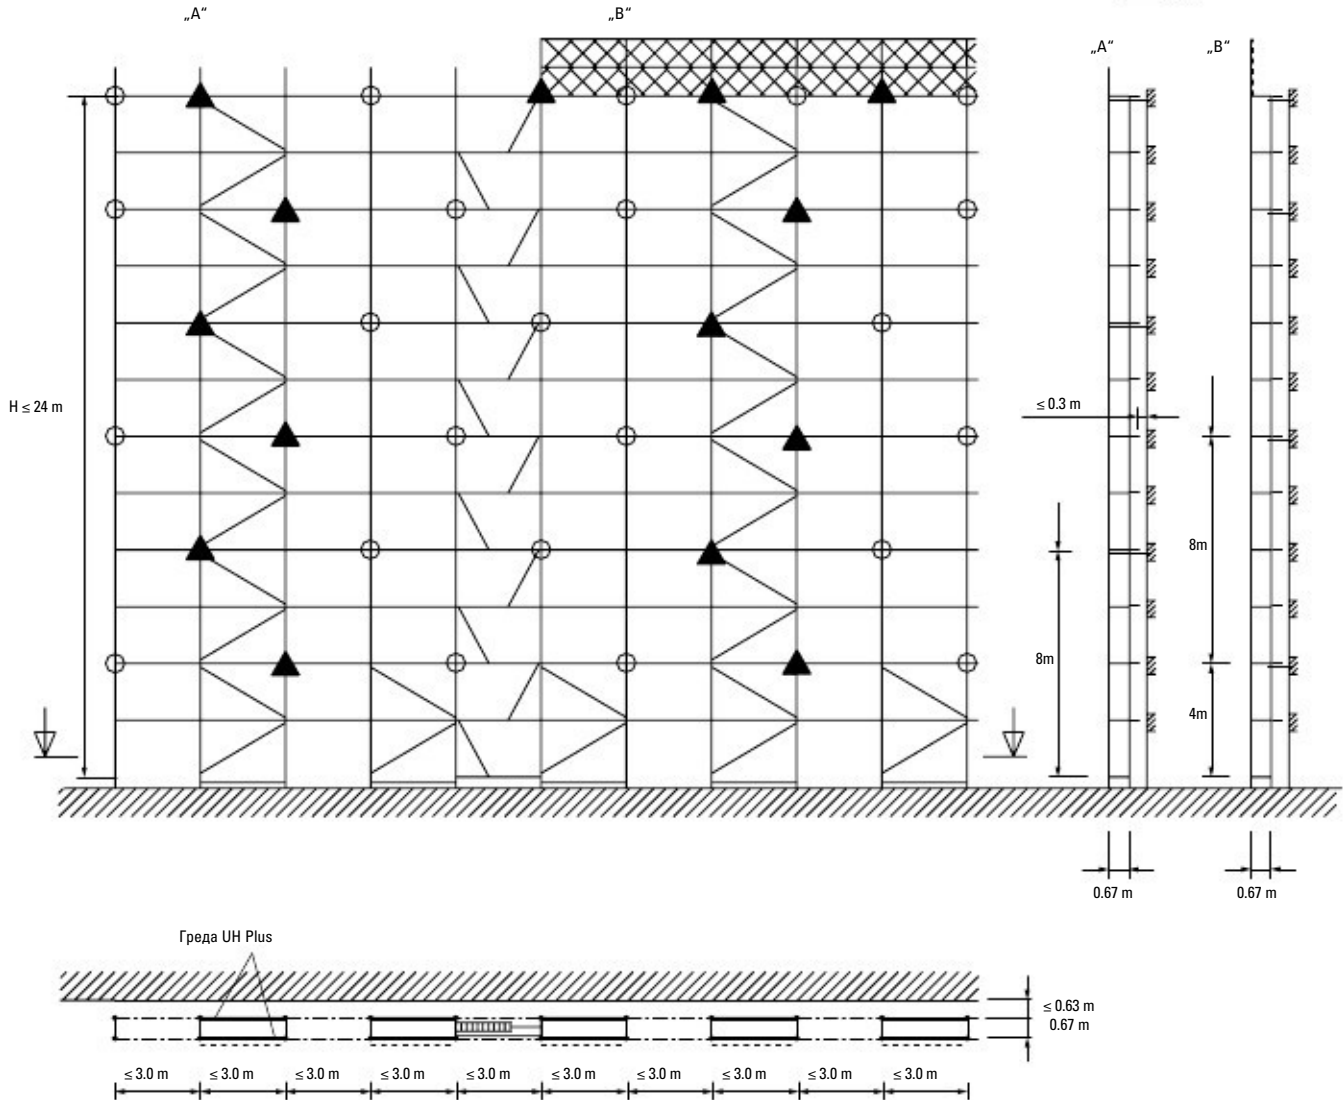 „A“
„B“
„A“
„B“
H ≤ 24 m
≤ 0.3 m
8m
8m
4m
0.67 m
0.67 m
Греда UH Plus
≤ 0.63 m
0.67 m
≤ 3.0 m
≤ 3.0 m
≤ 3.0 m
≤ 3.0 m
≤ 3.0 m
≤ 3.0 m
≤ 3.0 m
≤ 3.0 m
≤ 3.0 m
≤ 3.0 m